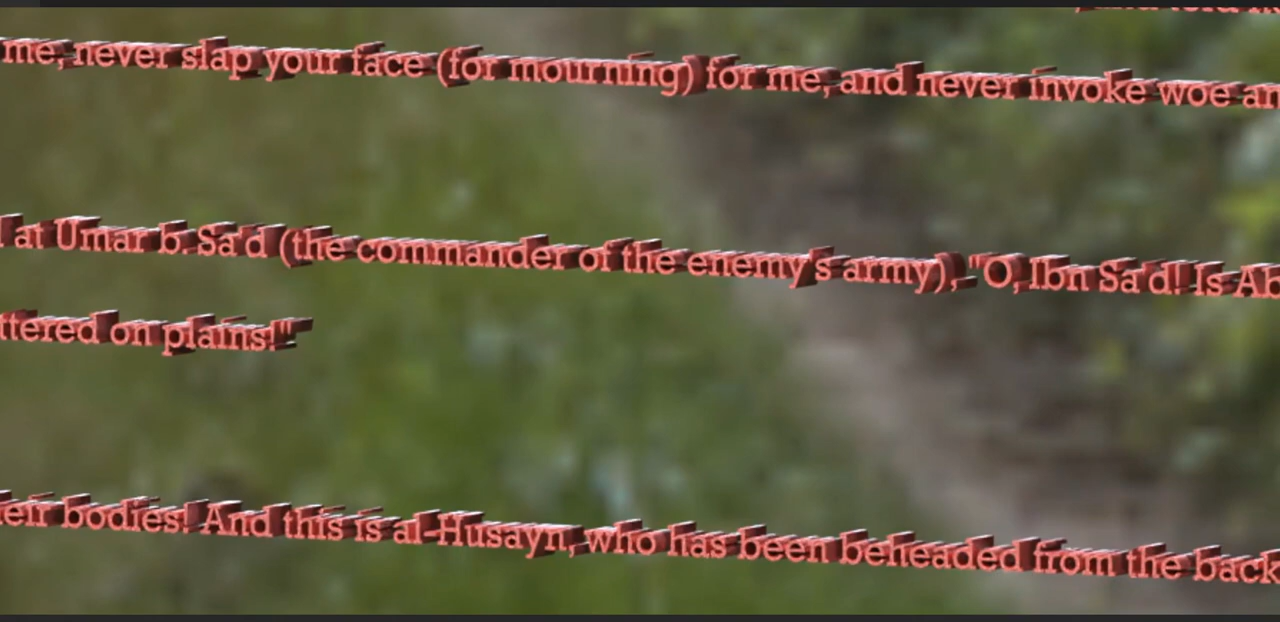 me, never slap your face (for mourning) for me, and never invoke woe an
at Umar b. Sa'd (the commander of the enemy's army), "O, Ibn Sa'd! Is Ab
ttered on plains!"
eir bodies! And this is al-Husayn, who has been beheaded from the back